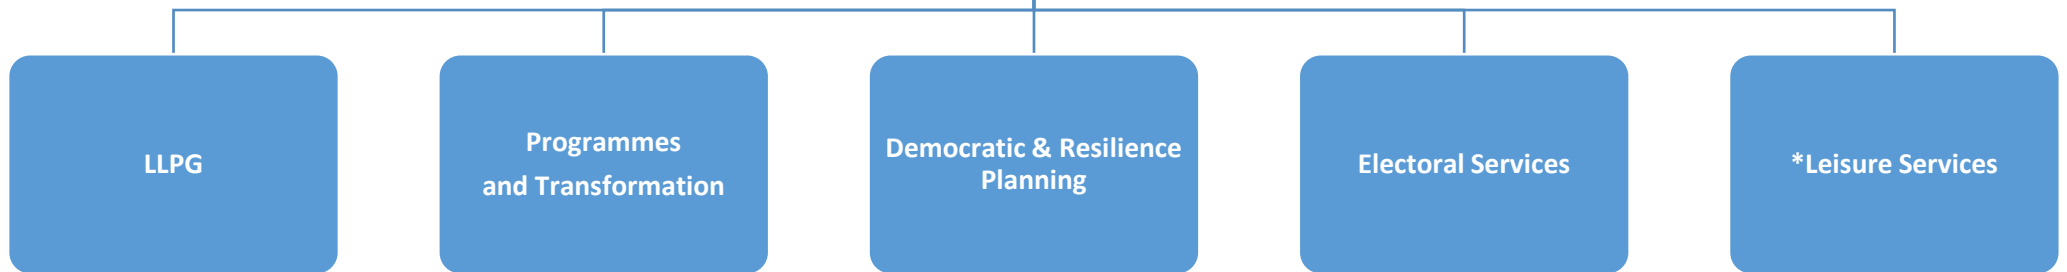 LLPG
Programmes
and Transformation
Democratic & Resilience
Planning
Electoral Services
*Leisure Services